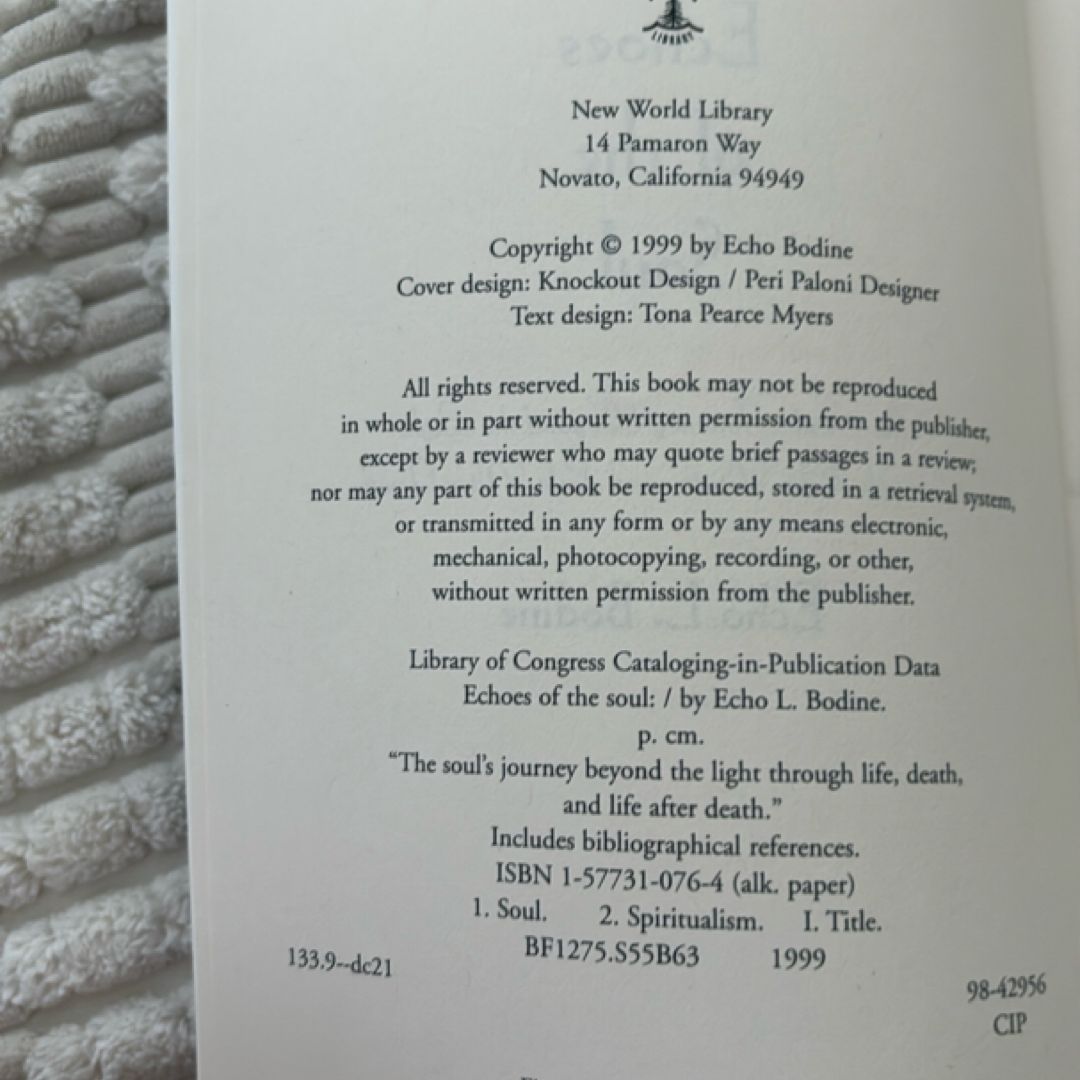 LIBRARY
New World Library
14 Pamaron Way
Novato, California 94949
Copyright © 1999 by Echo Bodine
Cover design: Knockout Design / Peri Paloni Designer
Text design: Tona Pearce Myers
All rights reserved. This book may not be reproduced
in whole or in part without written permission from the publisher,
except by a reviewer who may quote brief passages in a review;
nor may any part of this book be reproduced, stored in a retrieval system,
or transmitted in any form or by any means electronic,
mechanical, photocopying, recording, or other,
without written permission from the publisher.
Library of Congress Cataloging-in-Publication Data
Echoes of the soul: / by Echo L. Bodine.
p. cm.
“The soul’s journey beyond the light through life, death,
and life after death.”
Includes bibliographical references.
ISBN 1-57731-076-4 (alk. paper)
1. Soul. 2. Spiritualism. I. Title.
BF1275.S55B63 1999
133.9--dc21
98-42956
CIP